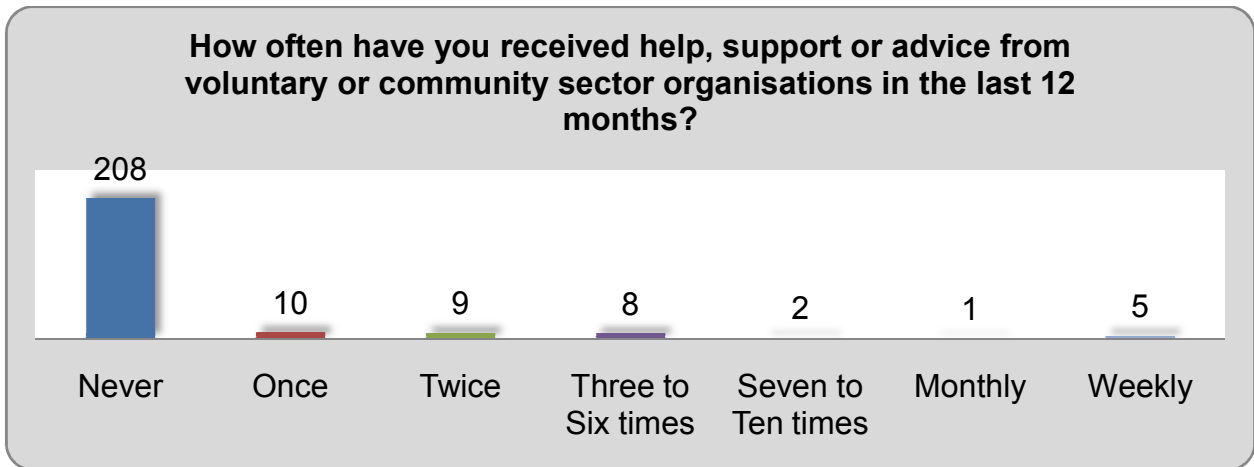 How often have you received help, support or advice from
voluntary or community sector organisations in the last 12
months?
208
10
9
8
2
1
5
Never
Once
Twice
Three to
Six times
Seven to
Ten times
Monthly
Weekly